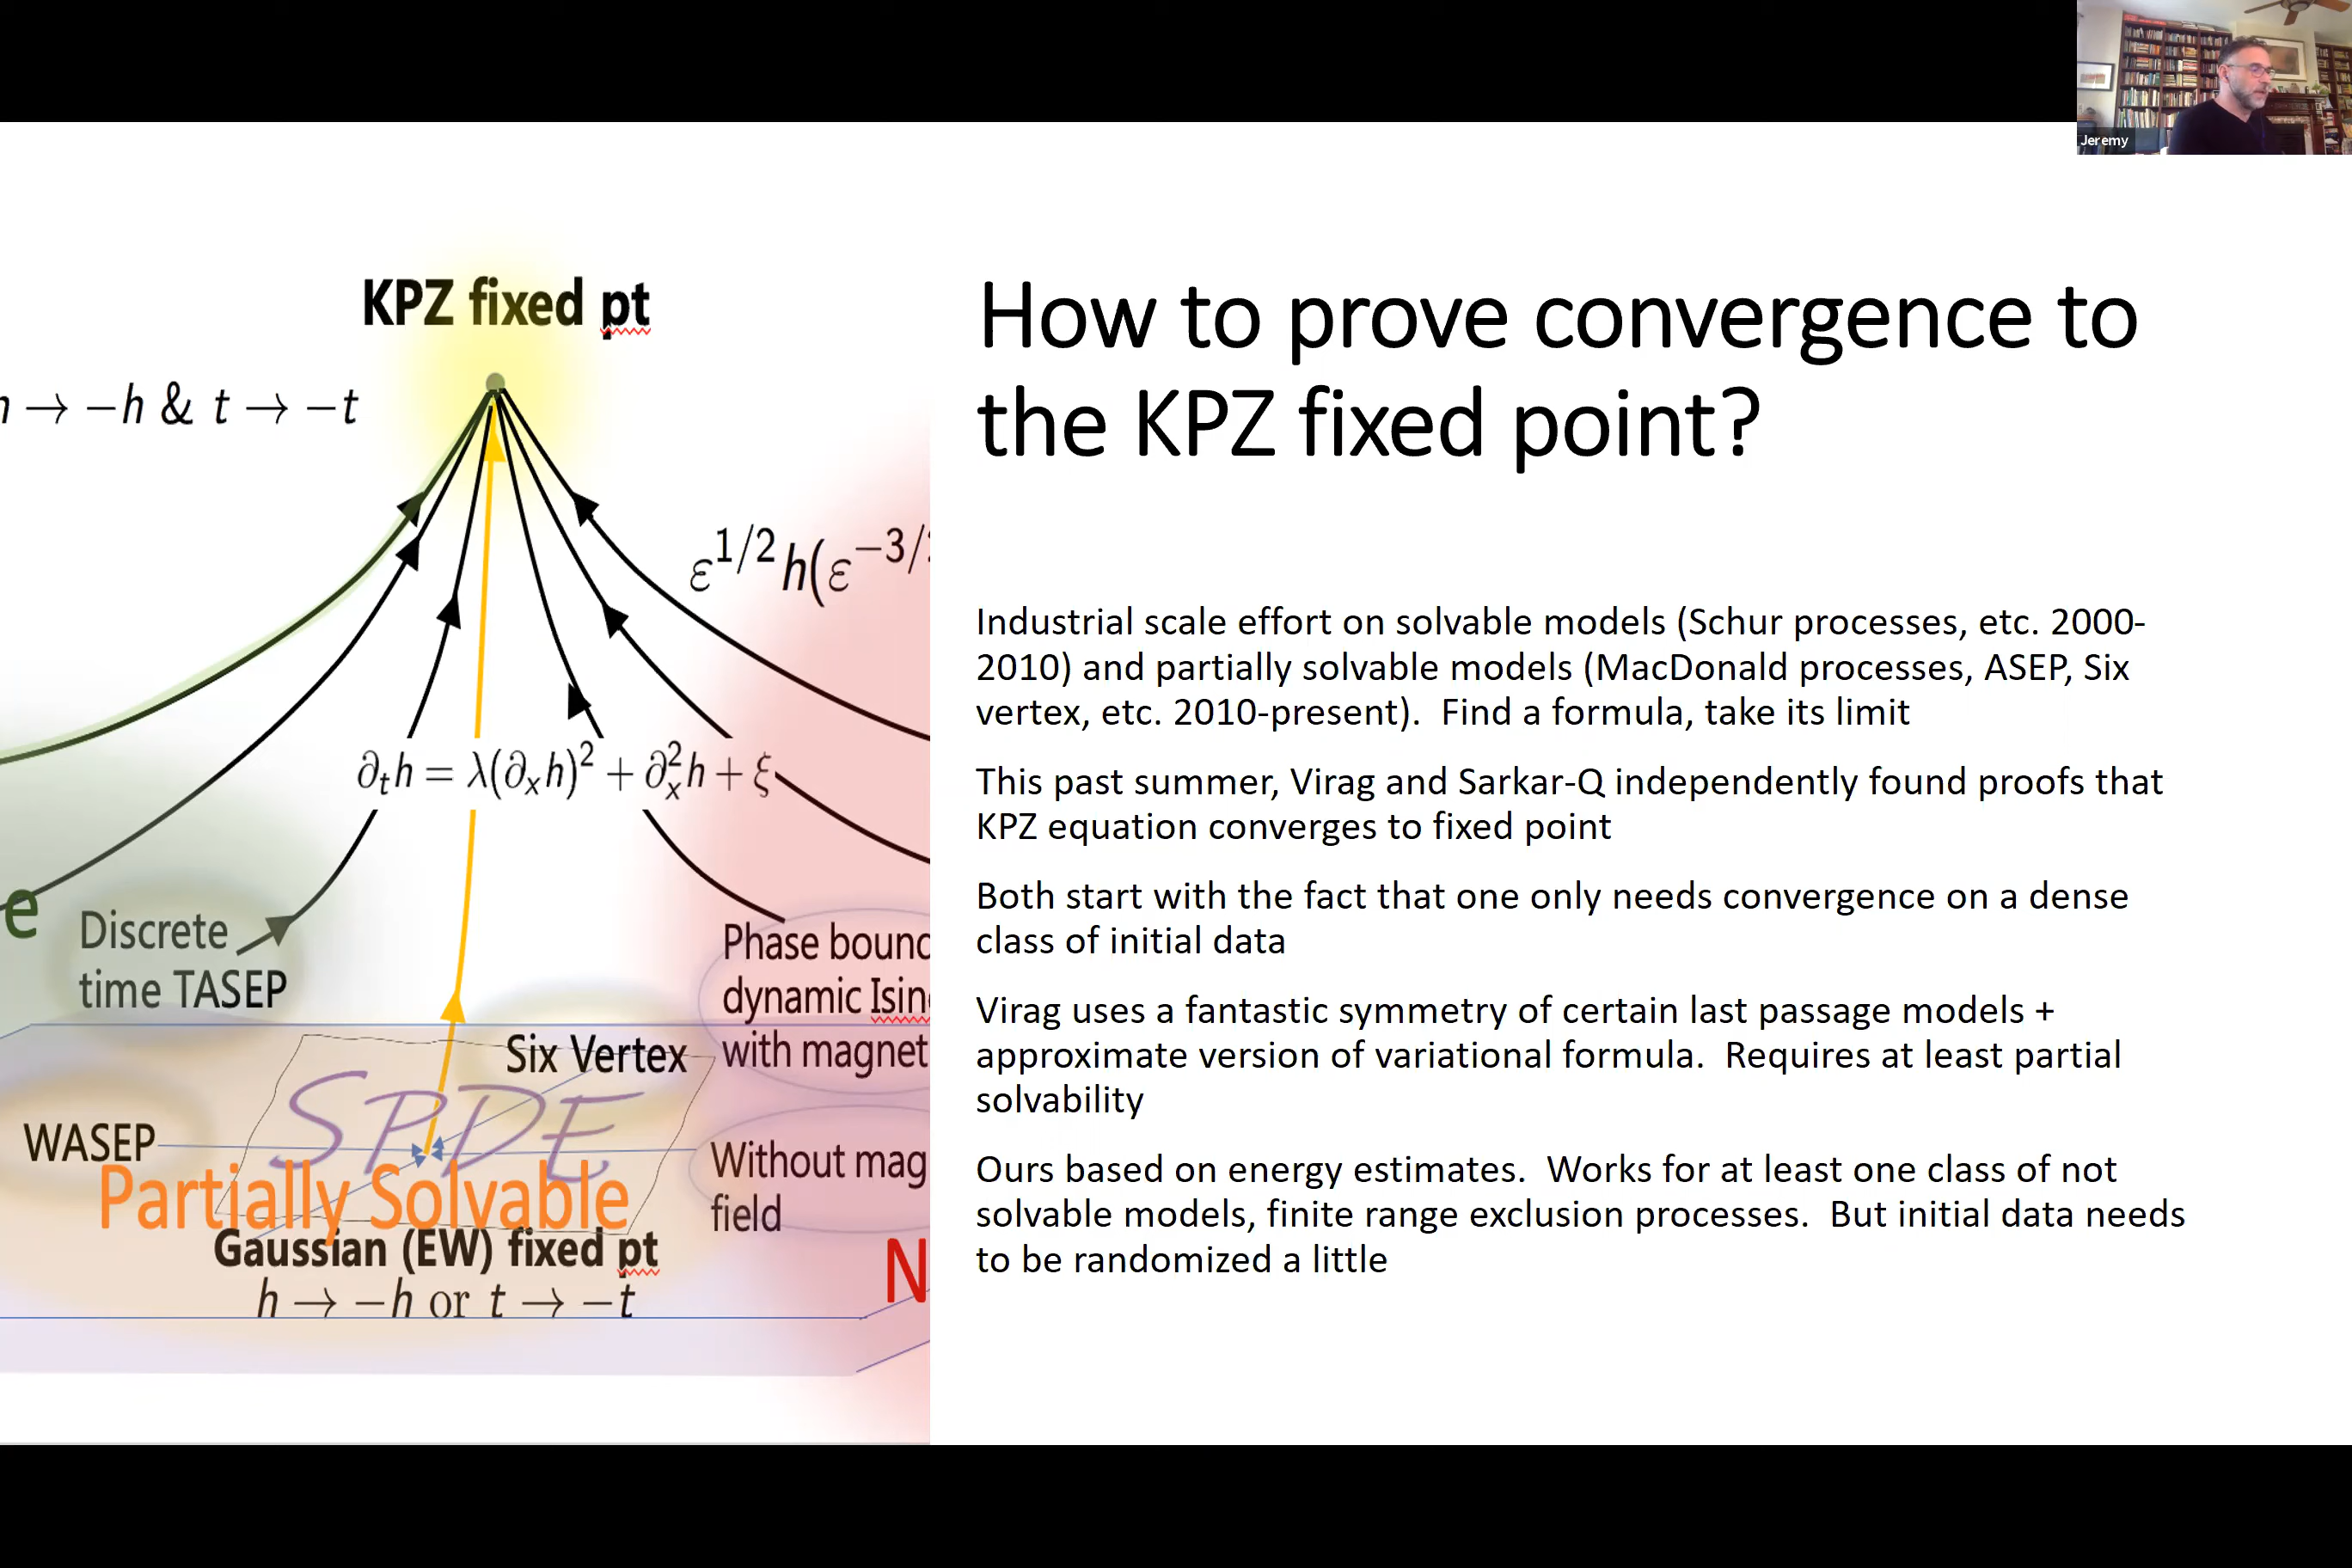 Jeremy
KPZ fixed pt
h → −h & t → −t
ε^{1/2}h(ε^{−3/
∂_t h = λ(∂_x h)^2 + ∂_x^2 h + ξ
e
Discrete
time TASEP
Phase bound
dynamic Isin
with magnet
Six Vertex
SPDE
WASEP
Without mag
field
Partially Solvable
Gaussian (EW) fixed pt
N
h → −h or t → −t
How to prove convergence to
the KPZ fixed point?
Industrial scale effort on solvable models (Schur processes, etc. 2000-
2010) and partially solvable models (MacDonald processes, ASEP, Six
vertex, etc. 2010-present).  Find a formula, take its limit
This past summer, Virag and Sarkar-Q independently found proofs that
KPZ equation converges to fixed point
Both start with the fact that one only needs convergence on a dense
class of initial data
Virag uses a fantastic symmetry of certain last passage models +
approximate version of variational formula.  Requires at least partial
solvability
Ours based on energy estimates.  Works for at least one class of not
solvable models, finite range exclusion processes.  But initial data needs
to be randomized a little